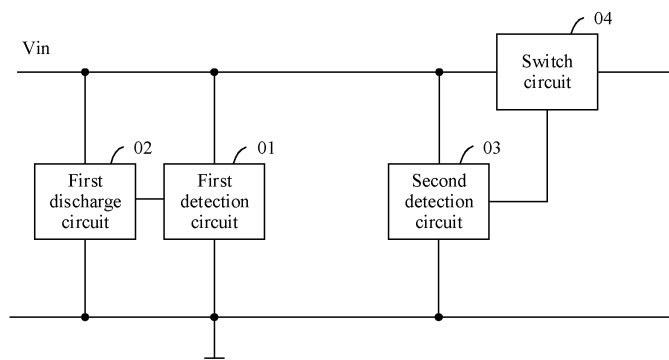 Vin
04
Switch
circuit
02
First
discharge
circuit
01
First
detection
circuit
03
Second
detection
circuit